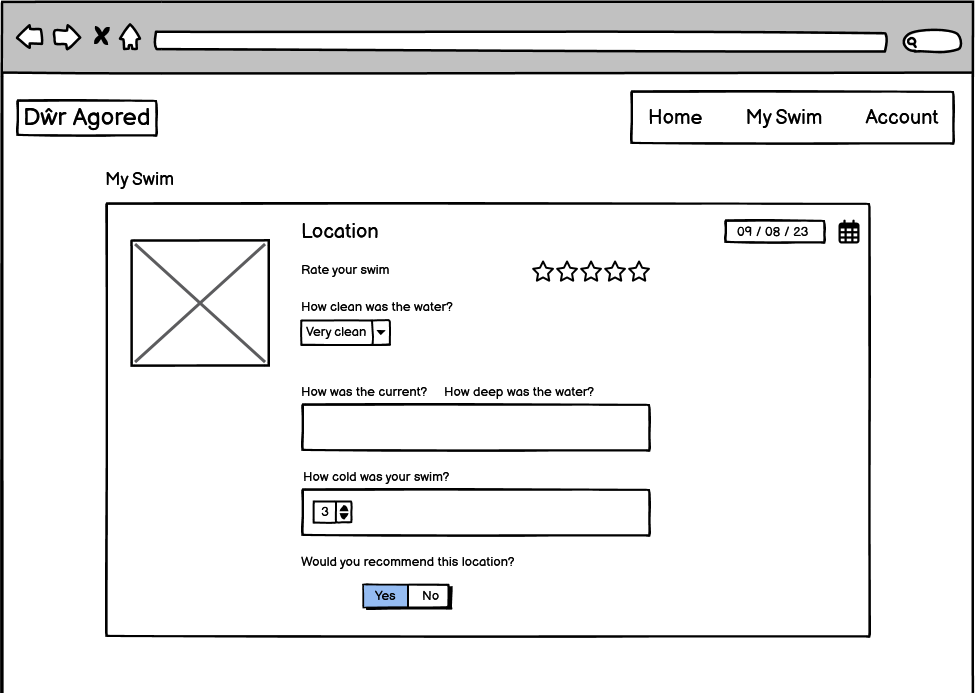 Dŵr Agored
Home My Swim Account
My Swim
Location 09 / 08 / 23
Rate your swim
How clean was the water?
Very clean
How was the current? How deep was the water?
How cold was your swim?
3
Would you recommend this location?
Yes No